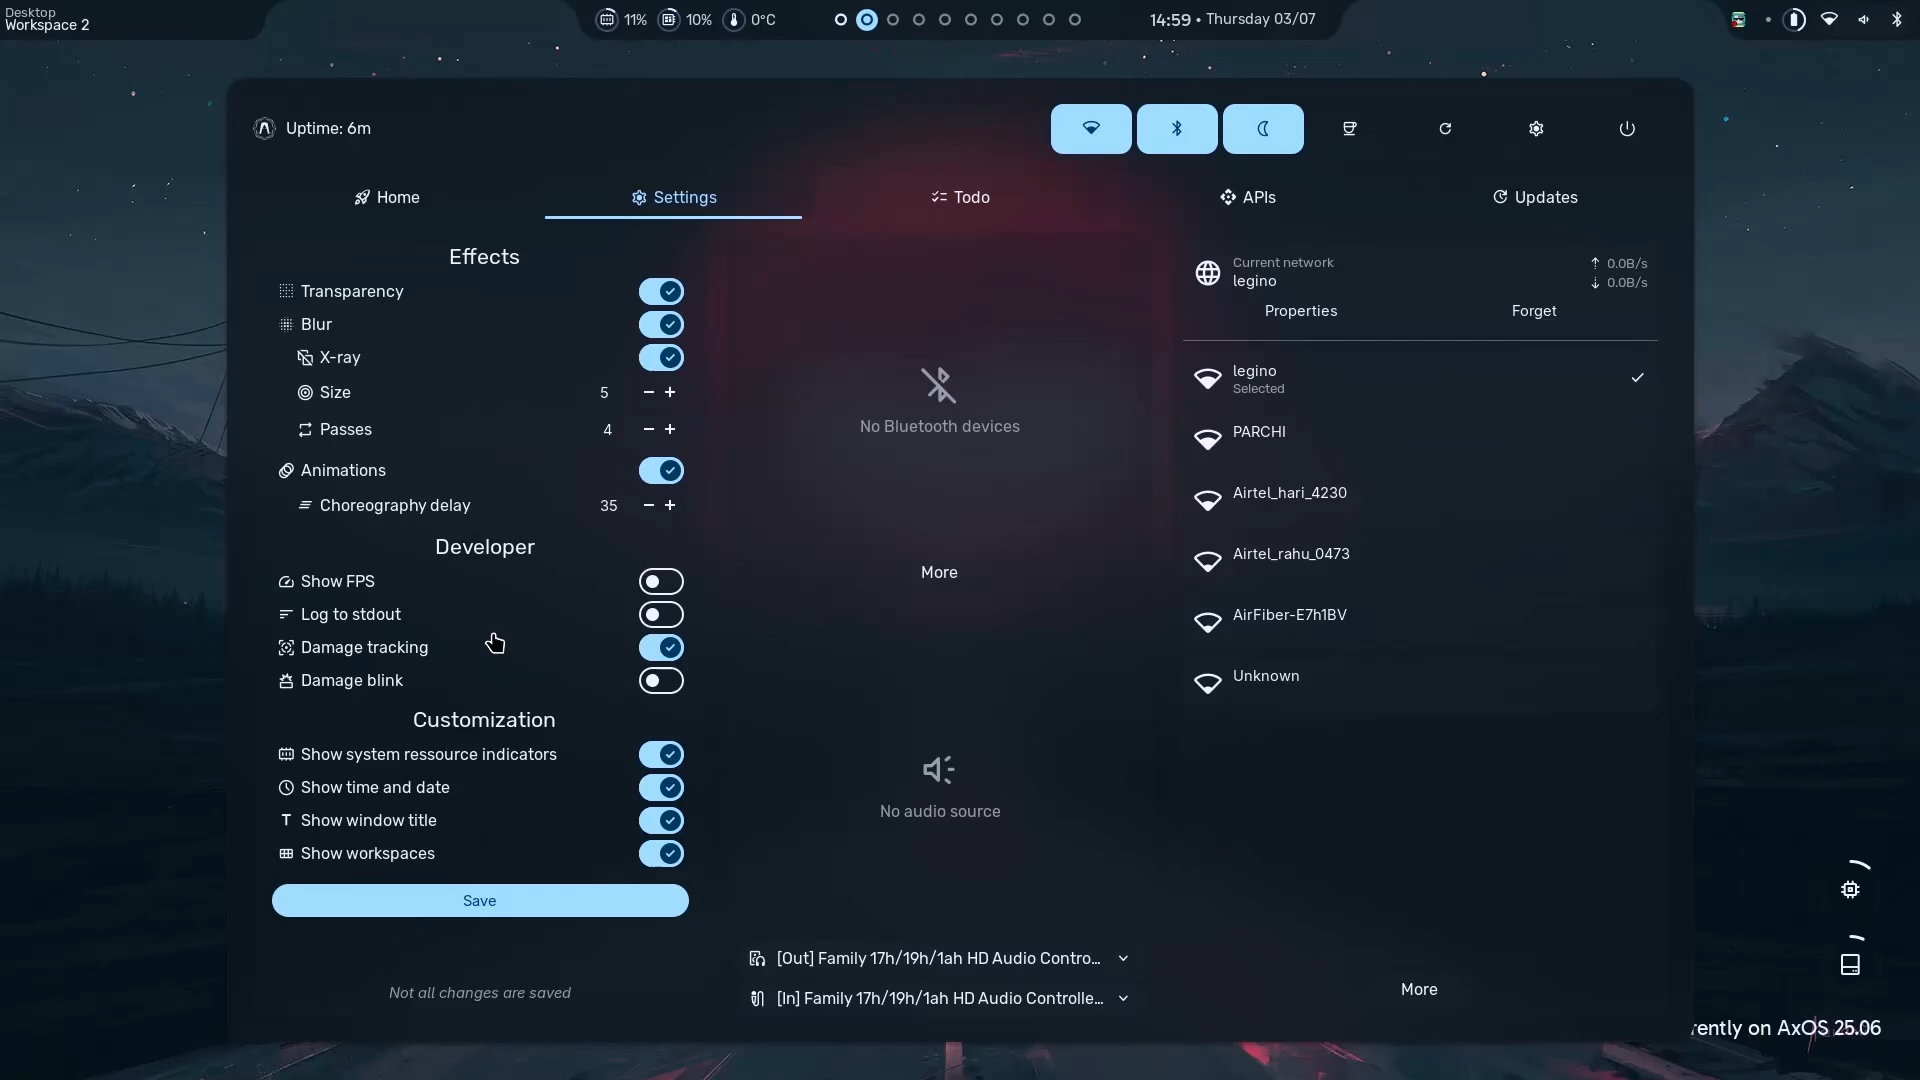 Desktop
Workspace 2
11% 10% 0°C
14:59 • Thursday 03/07
Uptime: 6m
Home Settings Todo APIs Updates
Effects
Transparency
Blur
X-ray
Size 5 − +
Passes 4 − +
Animations
Choreography delay 35 − +
Developer
Show FPS
Log to stdout
Damage tracking
Damage blink
Customization
Show system ressource indicators
Show time and date
Show window title
Show workspaces
Save
Not all changes are saved
No Bluetooth devices
More
No audio source
[Out] Family 17h/19h/1ah HD Audio Contro...
[In] Family 17h/19h/1ah HD Audio Controlle...
Current network
legino
↑ 0.0B/s
↓ 0.0B/s
Properties Forget
legino
Selected
PARCHI
Airtel_hari_4230
Airtel_rahu_0473
AirFiber-E7h1BV
Unknown
More
rently on AxOS 25.06